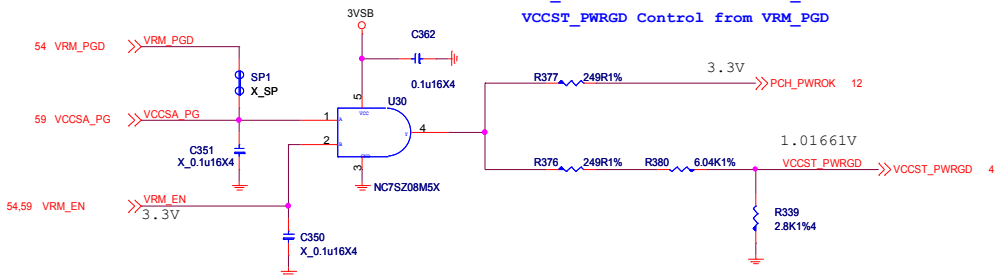 VCCST_PWRGD Control from VRM_PGD
3VSB
C362
0.1u16X4
54 VRM_PGD
VRM_PGD
SP1
X_SP
R377
249R1%
3.3V
PCH_PWROK 12
5
U30
VCC
59 VCCSA_PG
VCCSA_PG
1
A
4
Y
2
B
C351
X_0.1u16X4
GND
3
NC7SZ08M5X
1.01661V
R376
249R1%
R380
6.04K1%
VCCST_PWRGD
VCCST_PWRGD 4
54,59 VRM_EN
VRM_EN
3.3V
R339
2.8K1%4
C350
X_0.1u16X4